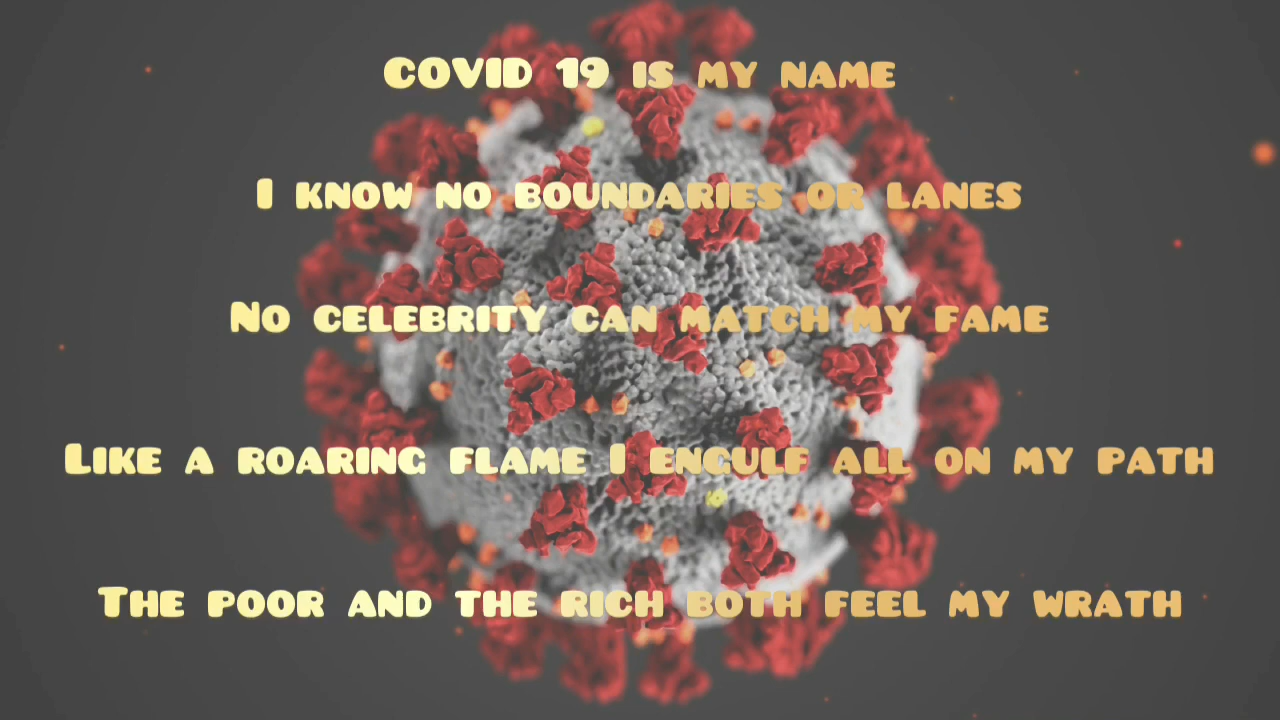 COVID 19 is my name
I know no boundaries or lanes
No celebrity can match my fame
Like a roaring flame I engulf all on my path
The poor and the rich both feel my wrath